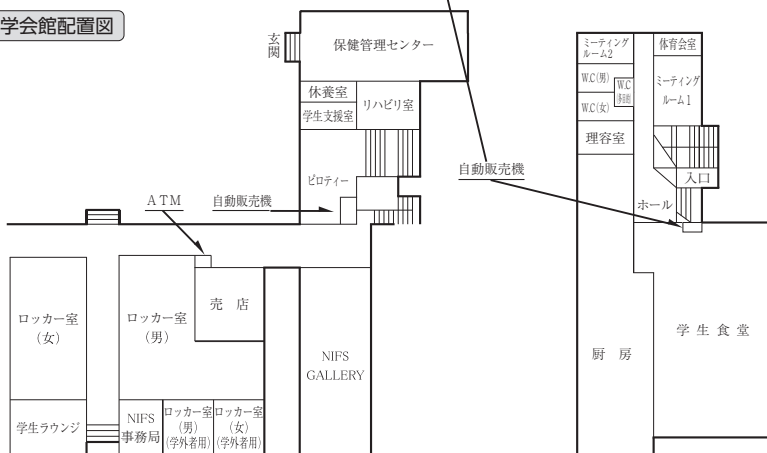 学会館配置図
玄関
保健管理センター
休養室
学生支援室
リハビリ室
ピロティー
自動販売機
ATM
ロッカー室
(女)
ロッカー室
(男)
売店
学生ラウンジ
NIFS
事務局
ロッカー室
(男)
(学外者用)
ロッカー室
(女)
(学外者用)
NIFS
GALLERY
自動販売機
ミーティング
ルーム2
W.C(男)
W.C(女)
W.C
理容室
体育会室
ミーティング
ルーム1
入口
ホール
厨房
学生食堂